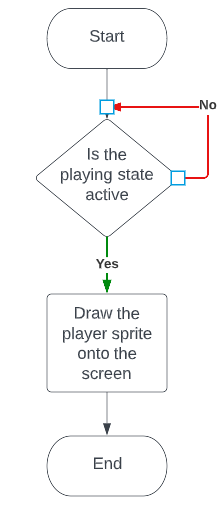 Start
No
Is the
playing state
active
Yes
Draw the
player sprite
onto the
screen
End